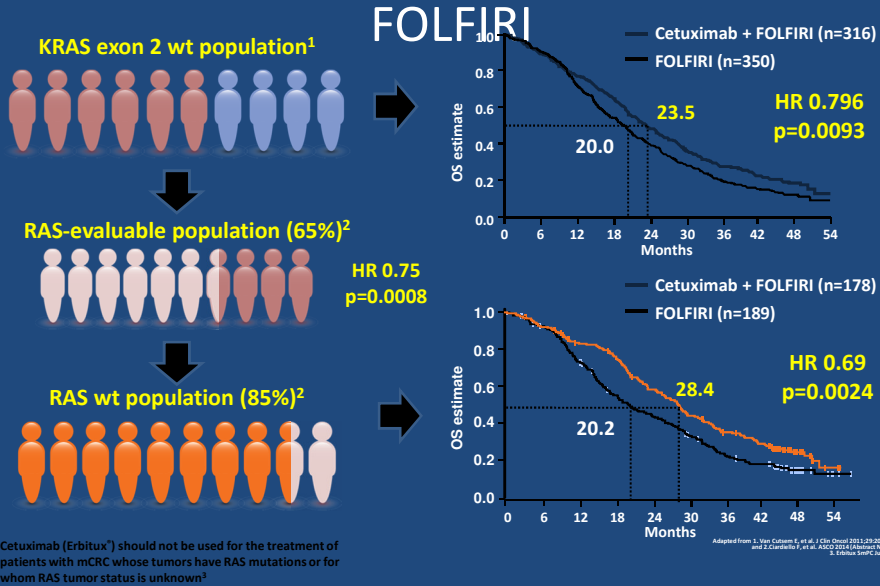 FOLFIRI
KRAS exon 2 wt population1
RAS-evaluable population (65%)2
HR 0.75
p=0.0008
RAS wt population (85%)2
Cetuximab (Erbitux®) should not be used for the treatment of
patients with mCRC whose tumors have RAS mutations or for
whom RAS tumor status is unknown3
Cetuximab + FOLFIRI (n=316)
FOLFIRI (n=350)
HR 0.796
p=0.0093
23.5
20.0
OS estimate
1.0
0.8
0.6
0.4
0.2
0.0
0 6 12 18 24 30 36 42 48 54
Months
Cetuximab + FOLFIRI (n=178)
FOLFIRI (n=189)
HR 0.69
p=0.0024
28.4
20.2
OS estimate
1.0
0.8
0.6
0.4
0.2
0.0
0 6 12 18 24 30 36 42 48 54
Months
Adapted from 1. Van Cutsem E, et al. J Clin Oncol 2011;29:20
and 2.Ciardiello F, et al. ASCO 2014 (Abstract N
3. Erbitux SmPC Ju